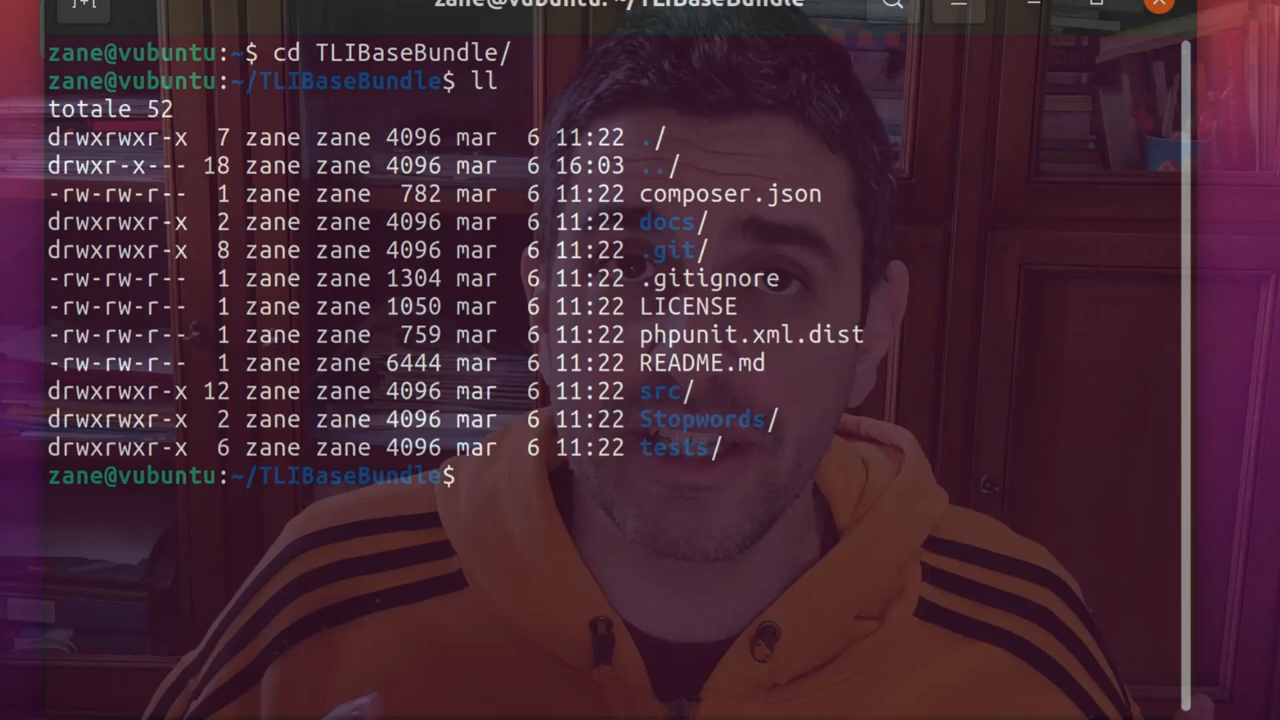 zane@vubuntu: ~/TLIBaseBundle
zane@vubuntu:~$ cd TLIBaseBundle/
zane@vubuntu:~/TLIBaseBundle$ ll
totale 52
drwxrwxr-x  7 zane zane 4096 mar  6 11:22 ./
drwxr-x--- 18 zane zane 4096 mar  6 16:03 ../
-rw-rw-r--  1 zane zane  782 mar  6 11:22 composer.json
drwxrwxr-x  2 zane zane 4096 mar  6 11:22 docs/
drwxrwxr-x  8 zane zane 4096 mar  6 11:22 .git/
-rw-rw-r--  1 zane zane 1304 mar  6 11:22 .gitignore
-rw-rw-r--  1 zane zane 1050 mar  6 11:22 LICENSE
-rw-rw-r--  1 zane zane  759 mar  6 11:22 phpunit.xml.dist
-rw-rw-r--  1 zane zane 6444 mar  6 11:22 README.md
drwxrwxr-x 12 zane zane 4096 mar  6 11:22 src/
drwxrwxr-x  2 zane zane 4096 mar  6 11:22 Stopwords/
drwxrwxr-x  6 zane zane 4096 mar  6 11:22 tests/
zane@vubuntu:~/TLIBaseBundle$